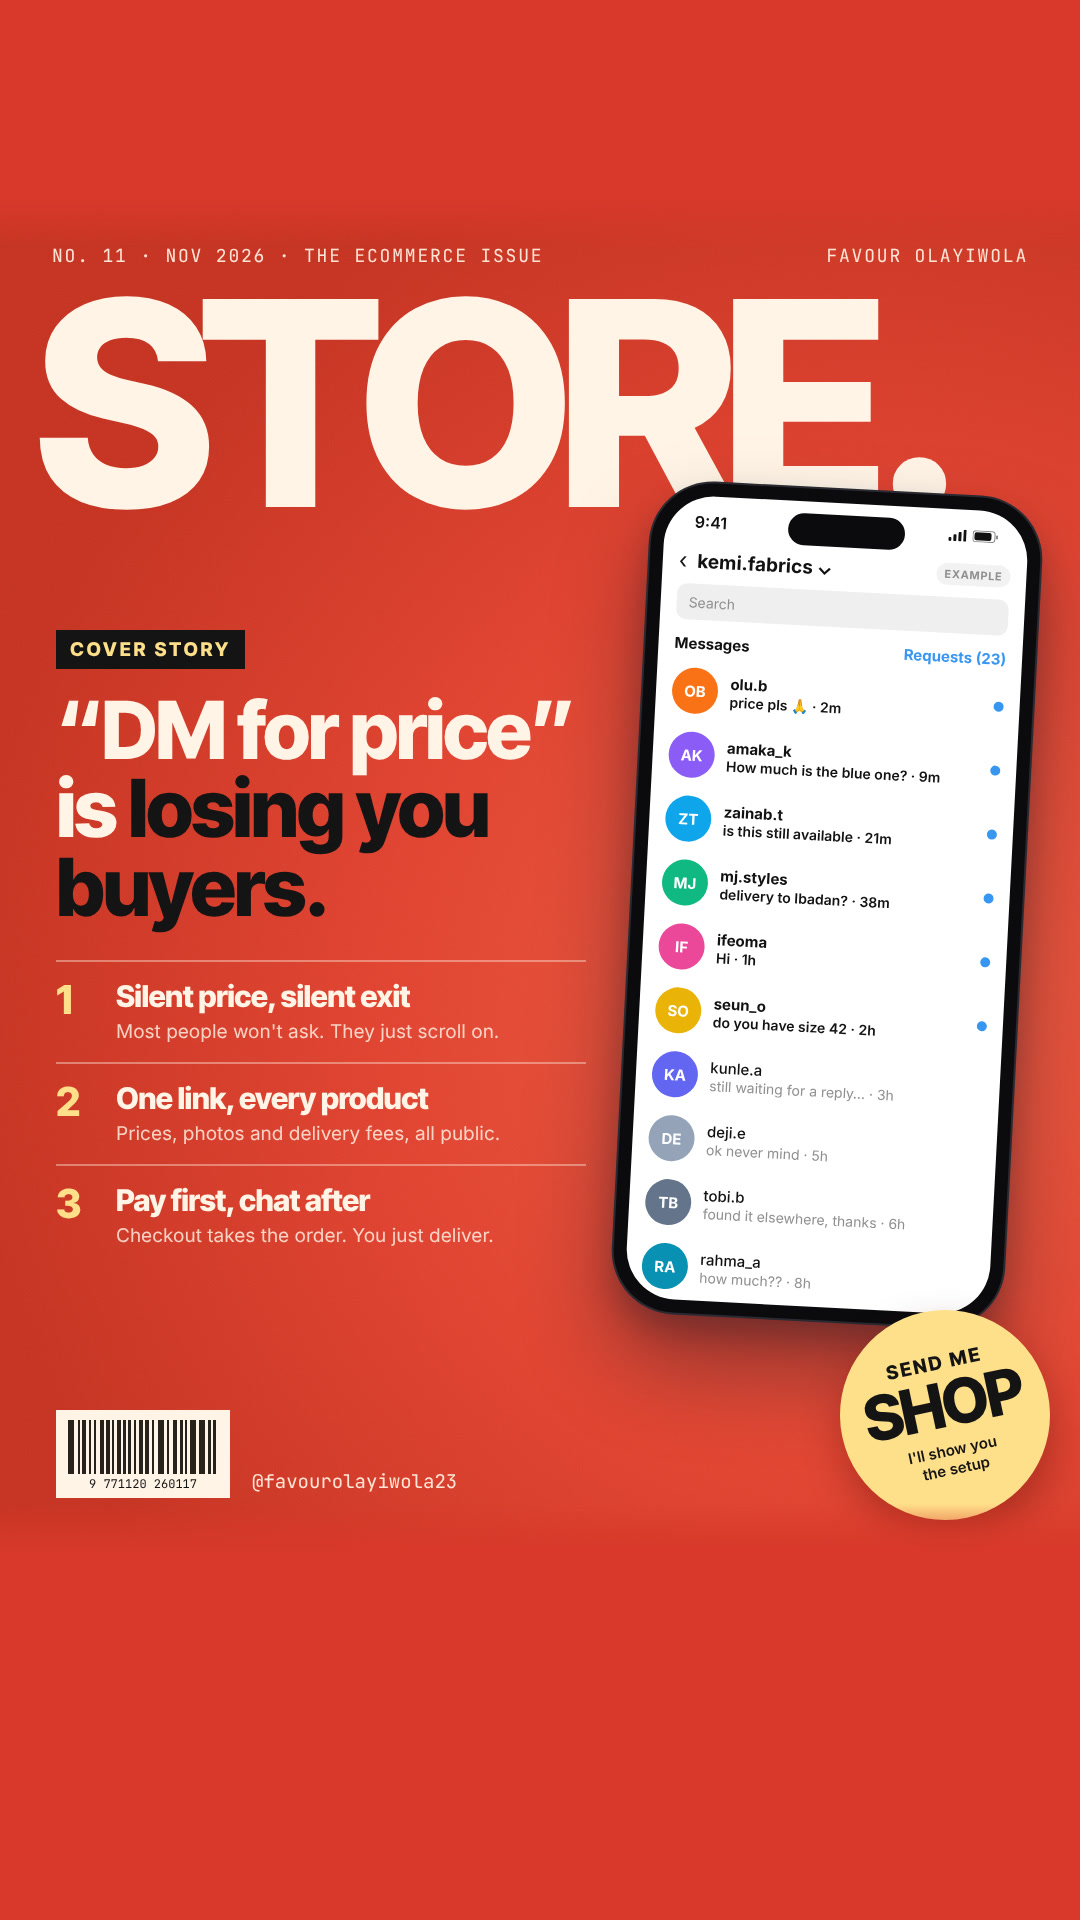 NO. 11 · NOV 2026 · THE ECOMMERCE ISSUE
FAVOUR OLAYIWOLA
STORE.
COVER STORY
“DM for price”
is losing you
buyers.
1 Silent price, silent exit
Most people won't ask. They just scroll on.
2 One link, every product
Prices, photos and delivery fees, all public.
3 Pay first, chat after
Checkout takes the order. You just deliver.
9:41
kemi.fabrics
EXAMPLE
Search
Messages
Requests (23)
OB
olu.b
price pls 🙏 · 2m
AK
amaka_k
How much is the blue one? · 9m
ZT
zainab.t
is this still available · 21m
MJ
mj.styles
delivery to Ibadan? · 38m
IF
ifeoma
Hi · 1h
SO
seun_o
do you have size 42 · 2h
KA
kunle.a
still waiting for a reply... · 3h
DE
deji.e
ok never mind · 5h
TB
tobi.b
found it elsewhere, thanks · 6h
RA
rahma_a
how much?? · 8h
SEND ME
SHOP
I'll show you
the setup
9 771120 260117
@favourolayiwola23